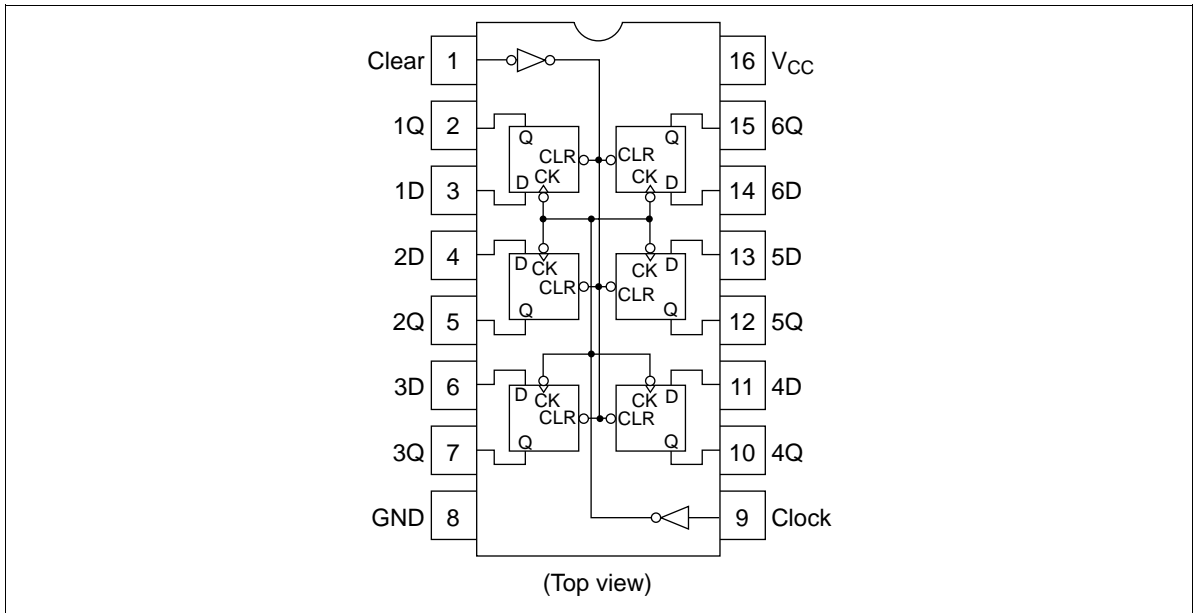 Clear 1 16 VCC
1Q 2 15 6Q
Q Q
CLR CLR
D CK CK D
1D 3 14 6D
2D 4 13 5D
D CK CK D
CLR CLR
Q Q
2Q 5 12 5Q
3D 6 11 4D
D CK CK D
CLR CLR
Q Q
3Q 7 10 4Q
GND 8 9 Clock
(Top view)